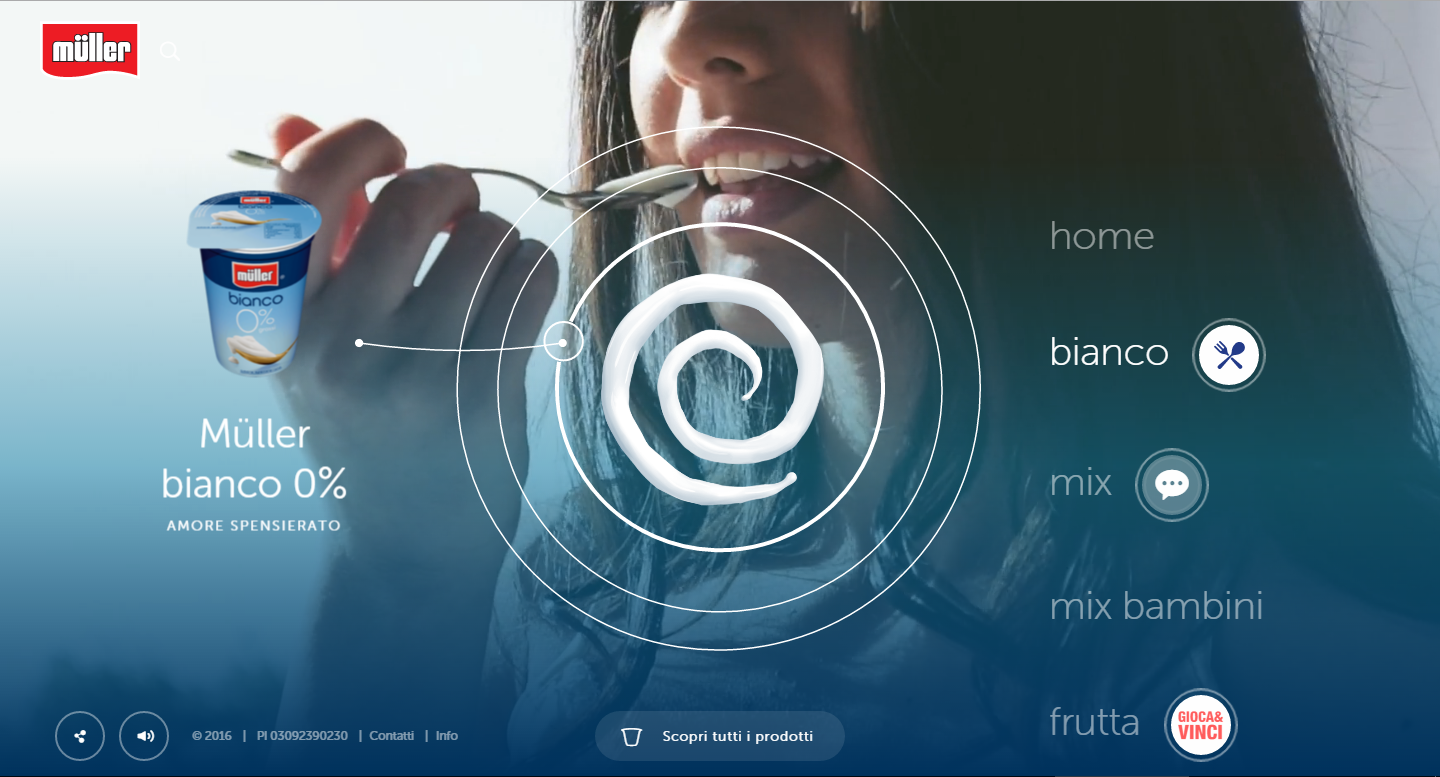 müller
müller
müller
bianco
0%
Müller
bianco 0%
AMORE SPENSIERATO
home
bianco
mix
mix bambini
frutta
GIOCA&
VINCI
© 2016 | PI 03092390230 | Contatti | Info
Scopri tutti i prodotti